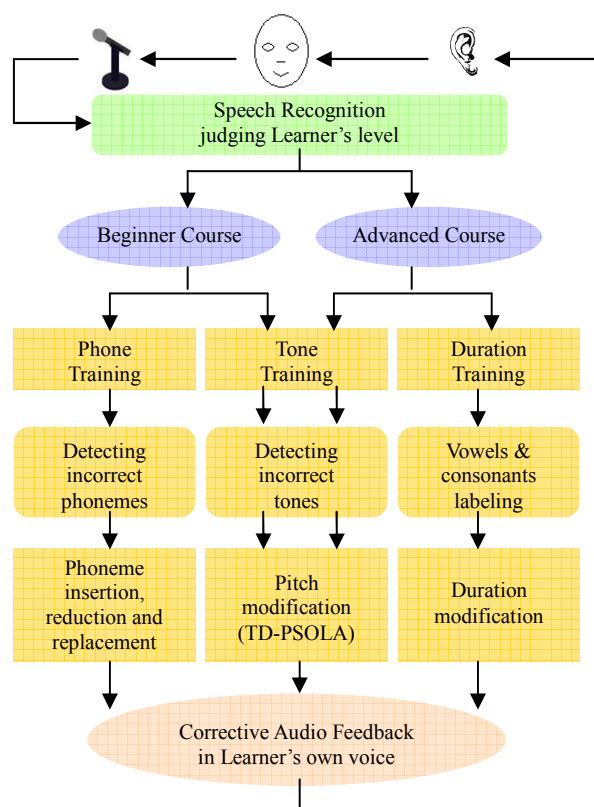 Speech Recognition
judging Learner’s level
Beginner Course
Advanced Course
Phone
Training
Tone
Training
Duration
Training
Detecting
incorrect
phonemes
Detecting
incorrect
tones
Vowels &
consonants
labeling
Phoneme
insertion,
reduction and
replacement
Pitch
modification
(TD-PSOLA)
Duration
modification
Corrective Audio Feedback
in Learner’s own voice